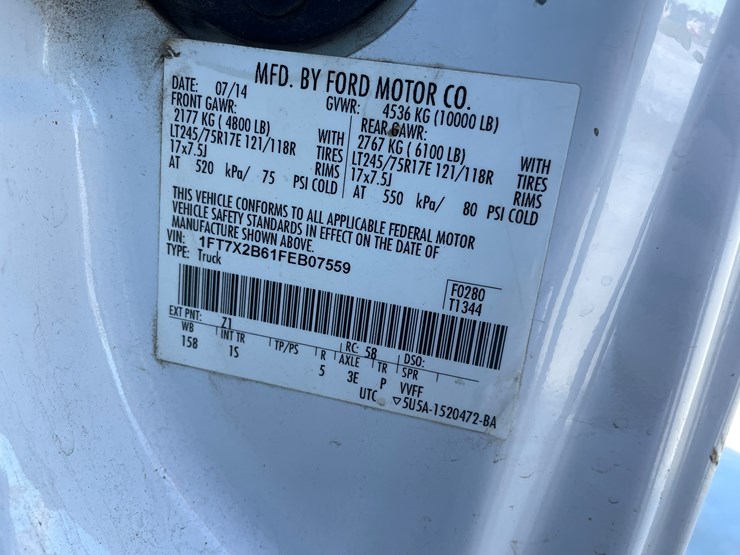 MFD. BY FORD MOTOR CO.
DATE: 07/14 GVWR: 4536 KG (10000 LB)
FRONT GAWR: REAR GAWR:
2177 KG ( 4800 LB) WITH 2767 KG ( 6100 LB) WITH
LT245/75R17E 121/118R TIRES LT245/75R17E 121/118R TIRES
17x7.5J RIMS 17x7.5J RIMS
AT 520 kPa/ 75 PSI COLD AT 550 kPa/ 80 PSI COLD
THIS VEHICLE CONFORMS TO ALL APPLICABLE FEDERAL MOTOR
VEHICLE SAFETY STANDARDS IN EFFECT ON THE DATE OF
MANUFACTURE SHOWN ABOVE.
VIN: 1FT7X2B61FEB07559
TYPE: Truck
F0280
T1344
EXT PNT: Z1 RC: 58 DSO:
WB INT TR TP/PS R AXLE TR SPR
158 1S 5 3E P VVFF
UTC ▽5U5A-1520472-BA